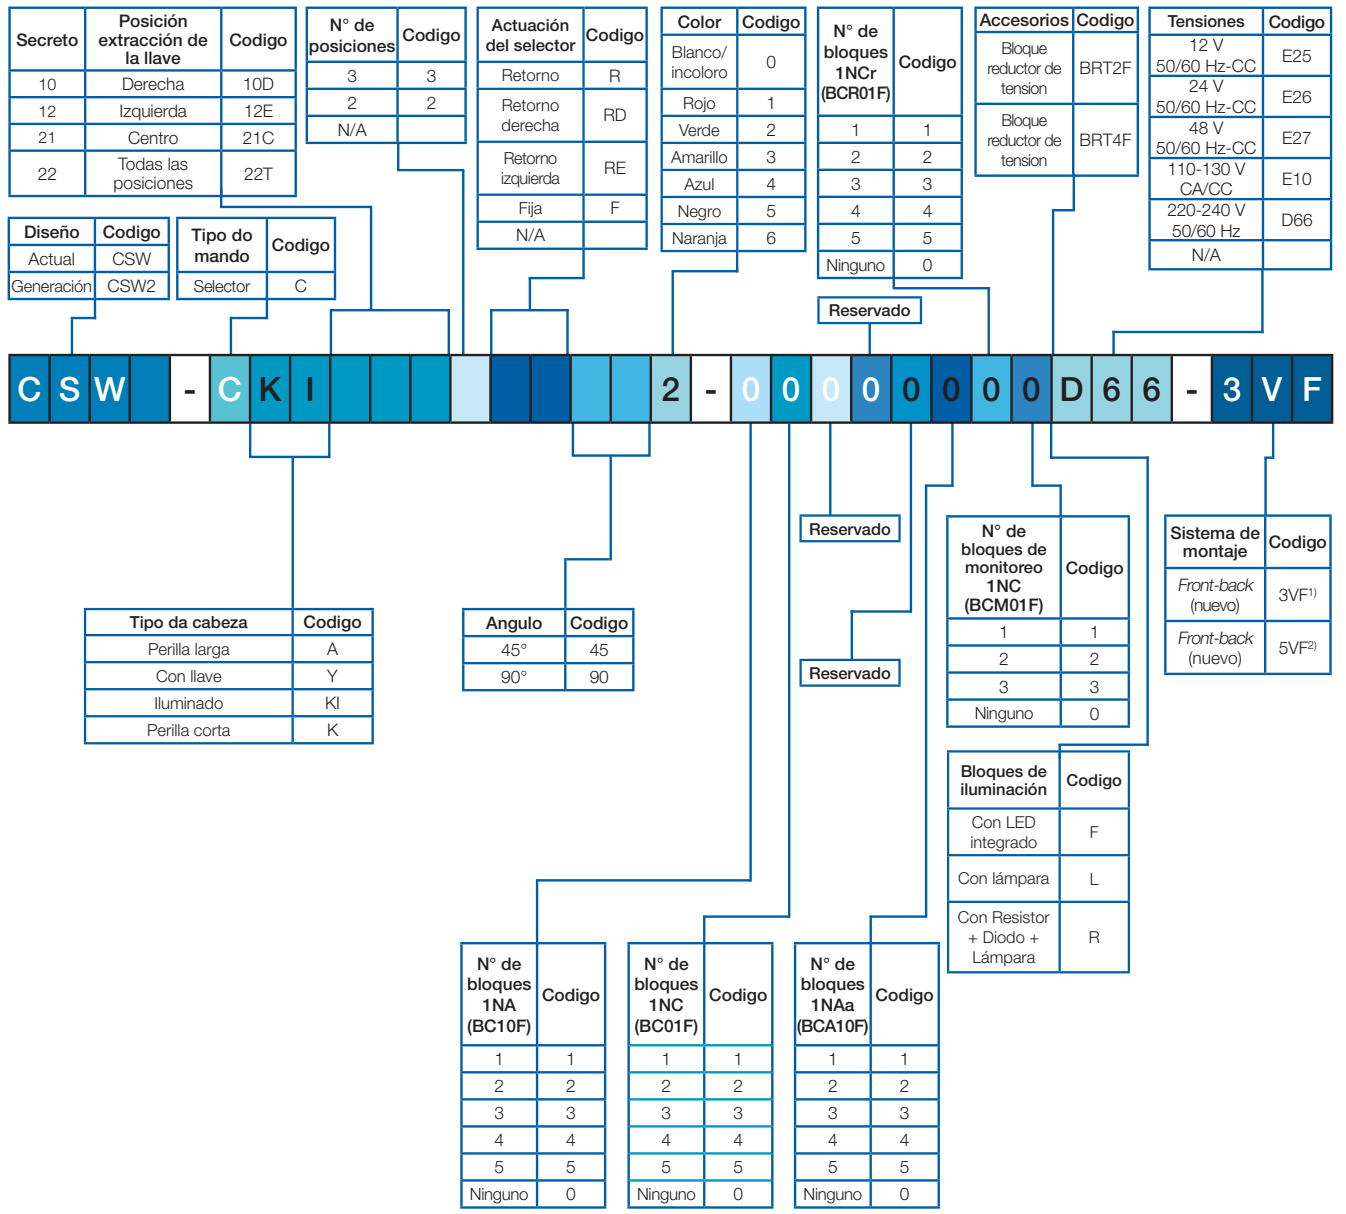 Secreto Posición extracción de la llave Codigo
10 Derecha 10D
12 Izquierda 12E
21 Centro 21C
22 Todas las posiciones 22T
N° de posiciones Codigo
3 3
2 2
N/A
Actuación del selector Codigo
Retorno R
Retorno derecha RD
Retorno izquierda RE
Fija F
N/A
Color Codigo
Blanco/ incoloro 0
Rojo 1
Verde 2
Amarillo 3
Azul 4
Negro 5
Naranja 6
N° de bloques 1NCr (BCR01F) Codigo
1 1
2 2
3 3
4 4
5 5
Ninguno 0
Accesorios Codigo
Bloque reductor de tension BRT2F
Bloque reductor de tension BRT4F
Tensiones Codigo
12 V 50/60 Hz-CC E25
24 V 50/60 Hz-CC E26
48 V 50/60 Hz-CC E27
110-130 V CA/CC E10
220-240 V 50/60 Hz D66
N/A
Diseño Codigo
Actual CSW
Generación CSW2
Tipo do mando Codigo
Selector C
Reservado
C S W - C K I 2 - 0 0 0 0 0 0 0 0 D 6 6 - 3 V F
Reservado
Reservado
Tipo da cabeza Codigo
Perilla larga A
Con llave Y
Iluminado KI
Perilla corta K
Angulo Codigo
45° 45
90° 90
N° de bloques de monitoreo 1NC (BCM01F) Codigo
1 1
2 2
3 3
Ninguno 0
Sistema de montaje Codigo
Front-back (nuevo) 3VF1)
Front-back (nuevo) 5VF2)
Bloques de iluminación Codigo
Con LED integrado F
Con lámpara L
Con Resistor + Diodo + Lámpara R
N° de bloques 1NA (BC10F) Codigo
1 1
2 2
3 3
4 4
5 5
Ninguno 0
N° de bloques 1NC (BC01F) Codigo
1 1
2 2
3 3
4 4
5 5
Ninguno 0
N° de bloques 1NAa (BCA10F) Codigo
1 1
2 2
3 3
4 4
5 5
Ninguno 0